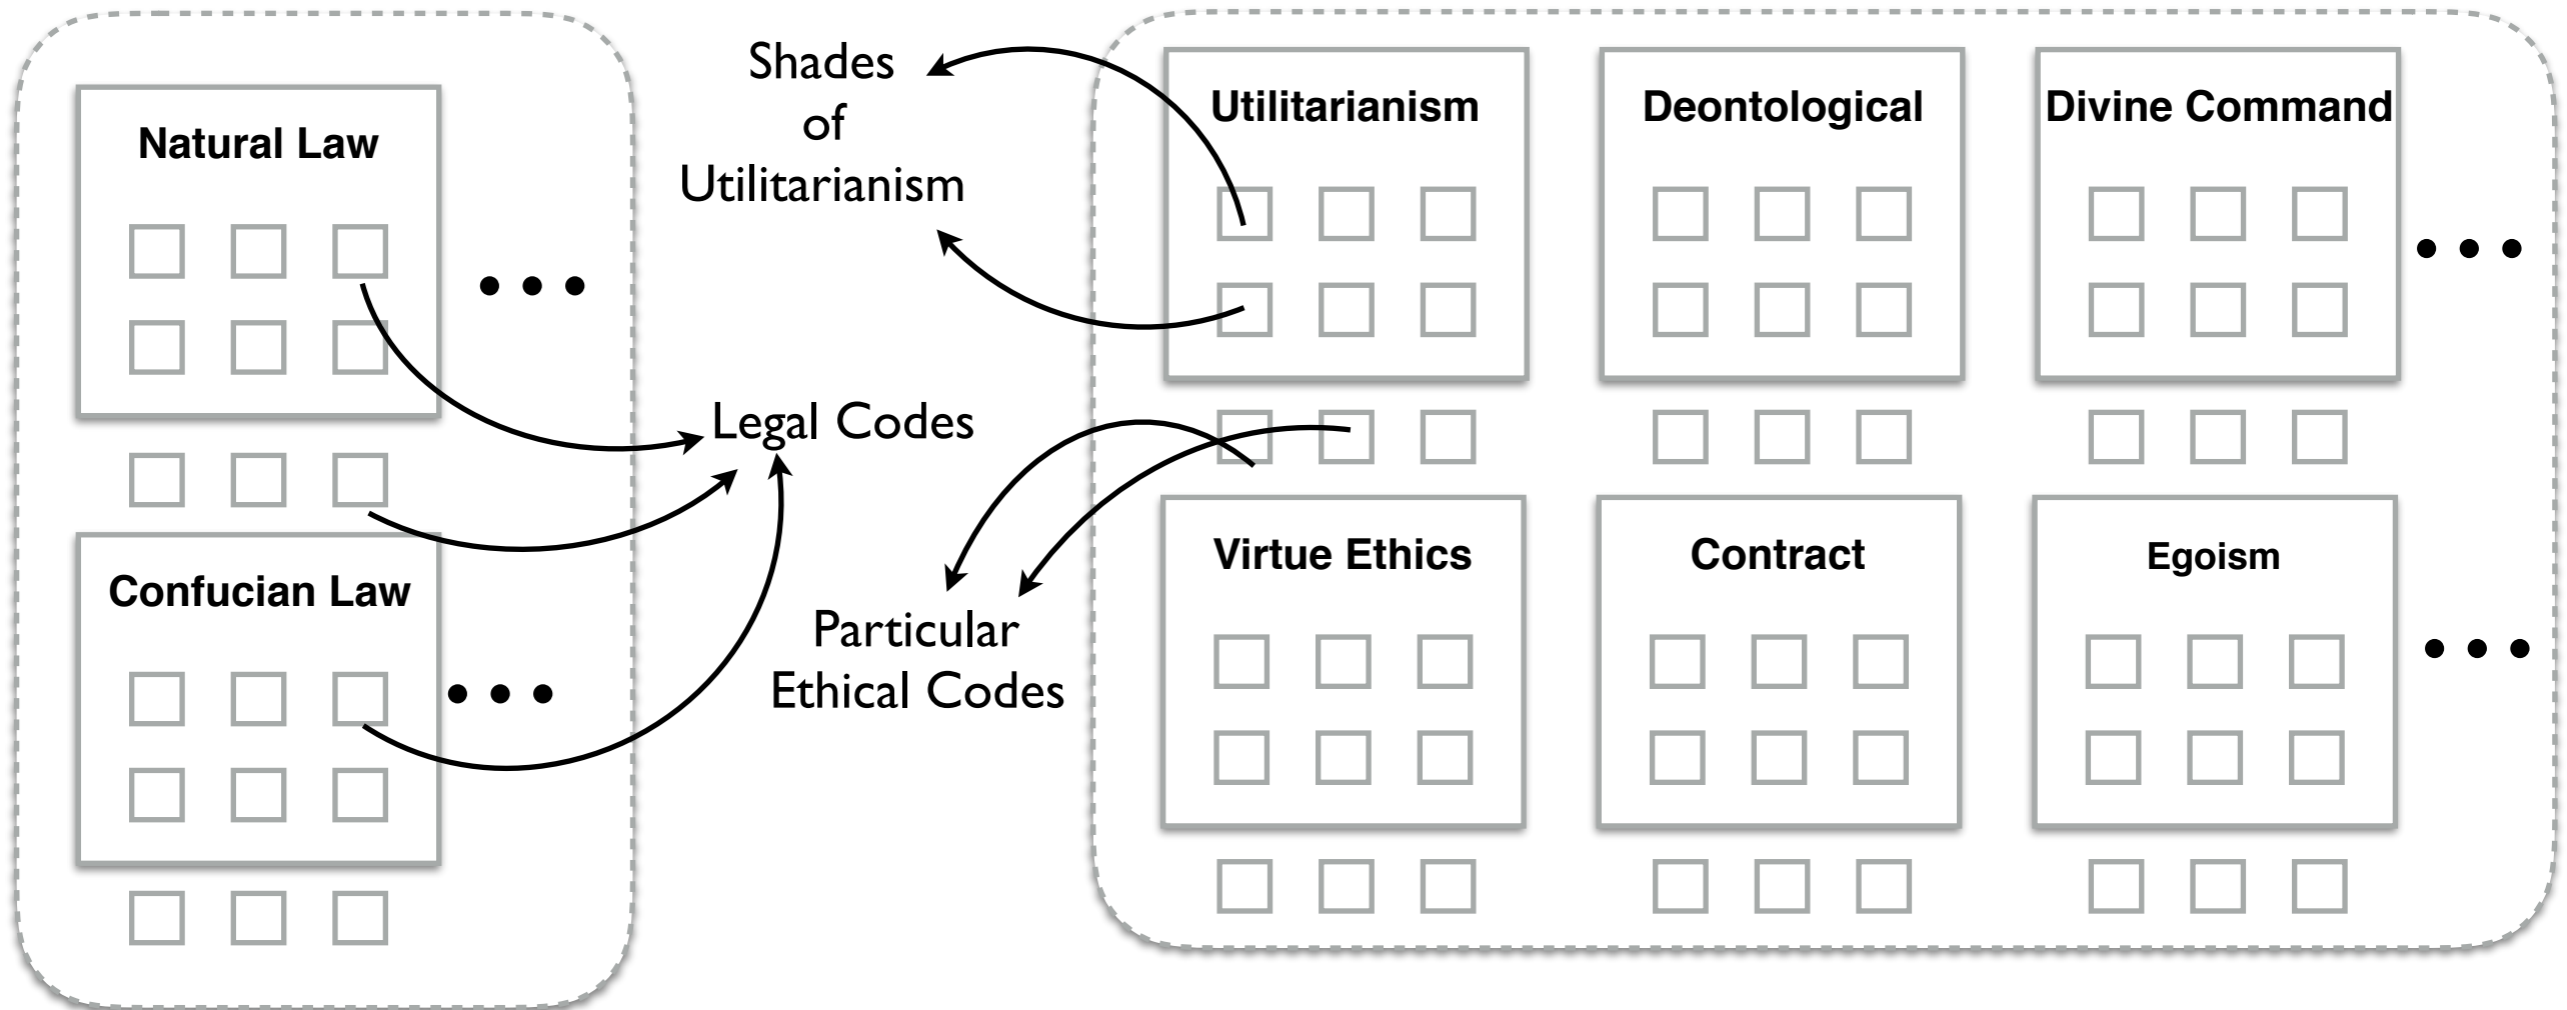 Natural Law
Confucian Law
Shades
of
Utilitarianism
Legal Codes
Particular
Ethical Codes
Utilitarianism
Deontological
Divine Command
Virtue Ethics
Contract
Egoism